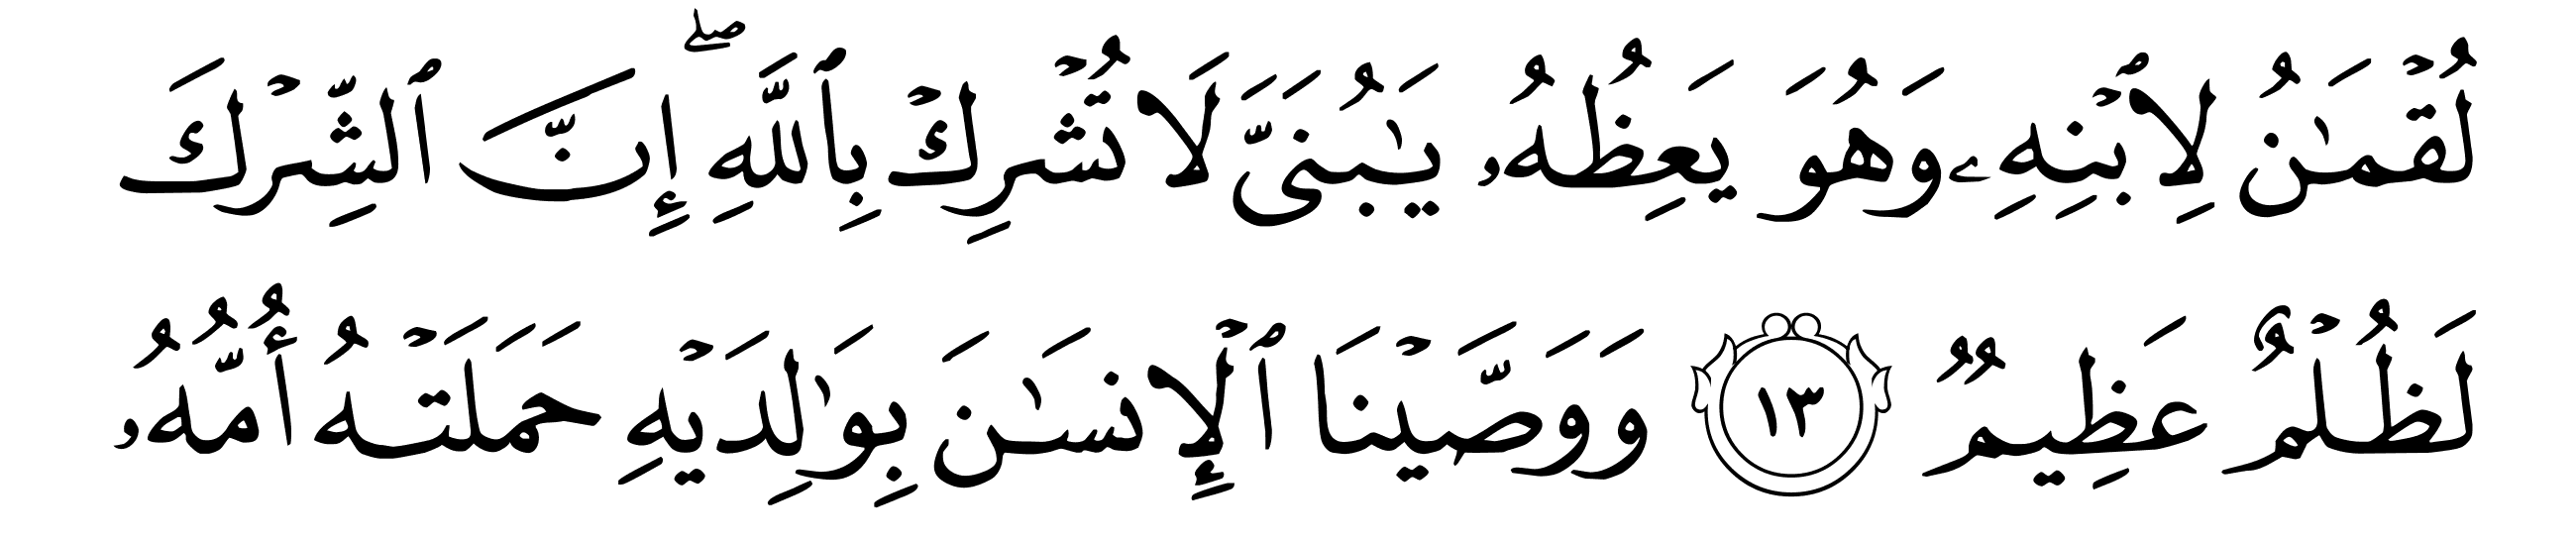 لُقْمَٰنُ لِٱبْنِهِۦ وَهُوَ يَعِظُهُۥ يَٰبُنَىَّ لَا تُشْرِكْ بِٱللَّهِ ۖ إِنَّ ٱلشِّرْكَ
لَظُلْمٌ عَظِيمٌ ١٣ وَوَصَّيْنَا ٱلْإِنسَٰنَ بِوَٰلِدَيْهِ حَمَلَتْهُ أُمُّهُۥ